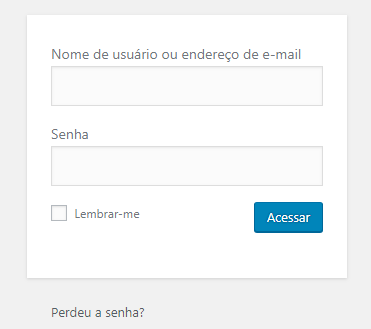 Nome de usuário ou endereço de e-mail
Senha
Lembrar-me
Acessar
Perdeu a senha?